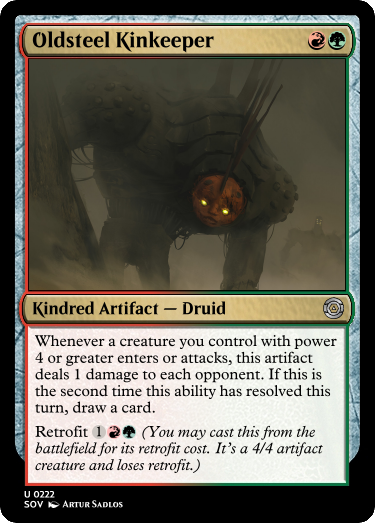 Oldsteel Kinkeeper
Kindred Artifact — Druid
Whenever a creature you control with power
4 or greater enters or attacks, this artifact
deals 1 damage to each opponent. If this is
the second time this ability has resolved this
turn, draw a card.
Retrofit 1 (You may cast this from the
battlefield for its retrofit cost. It's a 4/4 artifact
creature and loses retrofit.)
U 0222
SOV ARTUR SADLOS